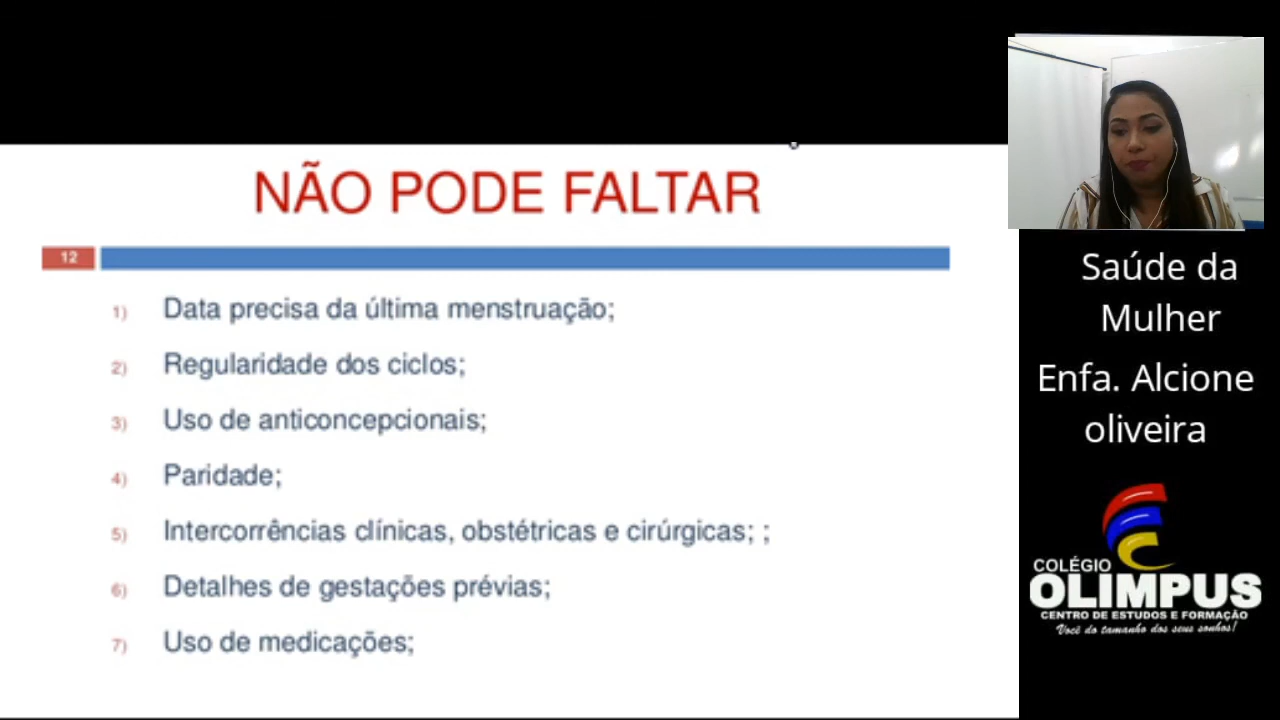 NÃO PODE FALTAR
12
1) Data precisa da última menstruação;
2) Regularidade dos ciclos;
3) Uso de anticoncepcionais;
4) Paridade;
5) Intercorrências clínicas, obstétricas e cirúrgicas; ;
6) Detalhes de gestações prévias;
7) Uso de medicações;
Saúde da
Mulher
Enfa. Alcione
oliveira
COLÉGIO
OLIMPUS
CENTRO DE ESTUDOS E FORMAÇÃO
Você do tamanho dos seus sonhos!